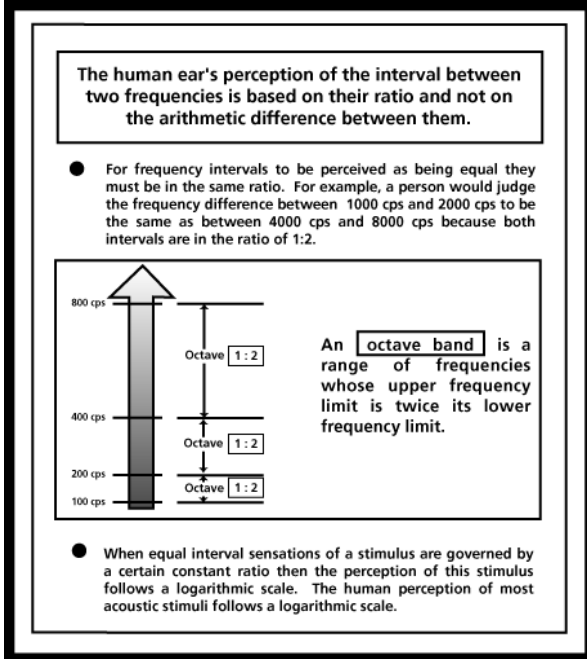 The human ear's perception of the interval between
two frequencies is based on their ratio and not on
the arithmetic difference between them.
● For frequency intervals to be perceived as being equal they
must be in the same ratio. For example, a person would judge
the frequency difference between 1000 cps and 2000 cps to be
the same as between 4000 cps and 8000 cps because both
intervals are in the ratio of 1:2.
800 cps
Octave 1 : 2
400 cps
Octave 1 : 2
200 cps
Octave 1 : 2
100 cps
An octave band is a
range of frequencies
whose upper frequency
limit is twice its lower
frequency limit.
● When equal interval sensations of a stimulus are governed by
a certain constant ratio then the perception of this stimulus
follows a logarithmic scale. The human perception of most
acoustic stimuli follows a logarithmic scale.